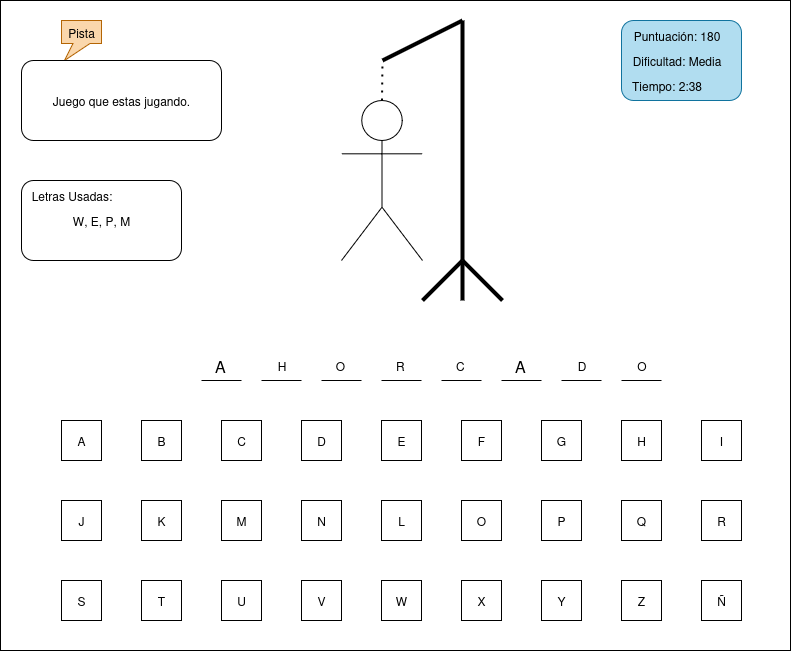 Pista
Juego que estas jugando.
Puntuación: 180
Dificultad: Media
Tiempo: 2:38
Letras Usadas:
W, E, P, M
A H O R C A D O
A B C D E F G H I
J K M N L O P Q R
S T U V W X Y Z Ñ